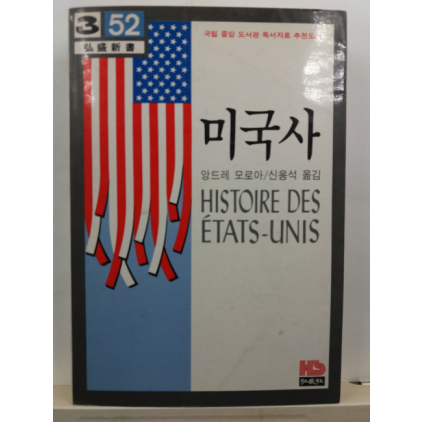 3 52
弘盛新書
국립 중앙 도서관 독서자료 추천도
미국사
앙드레 모로아/신용석 옮김
HISTOIRE DES
ÉTATS-UNIS
HS